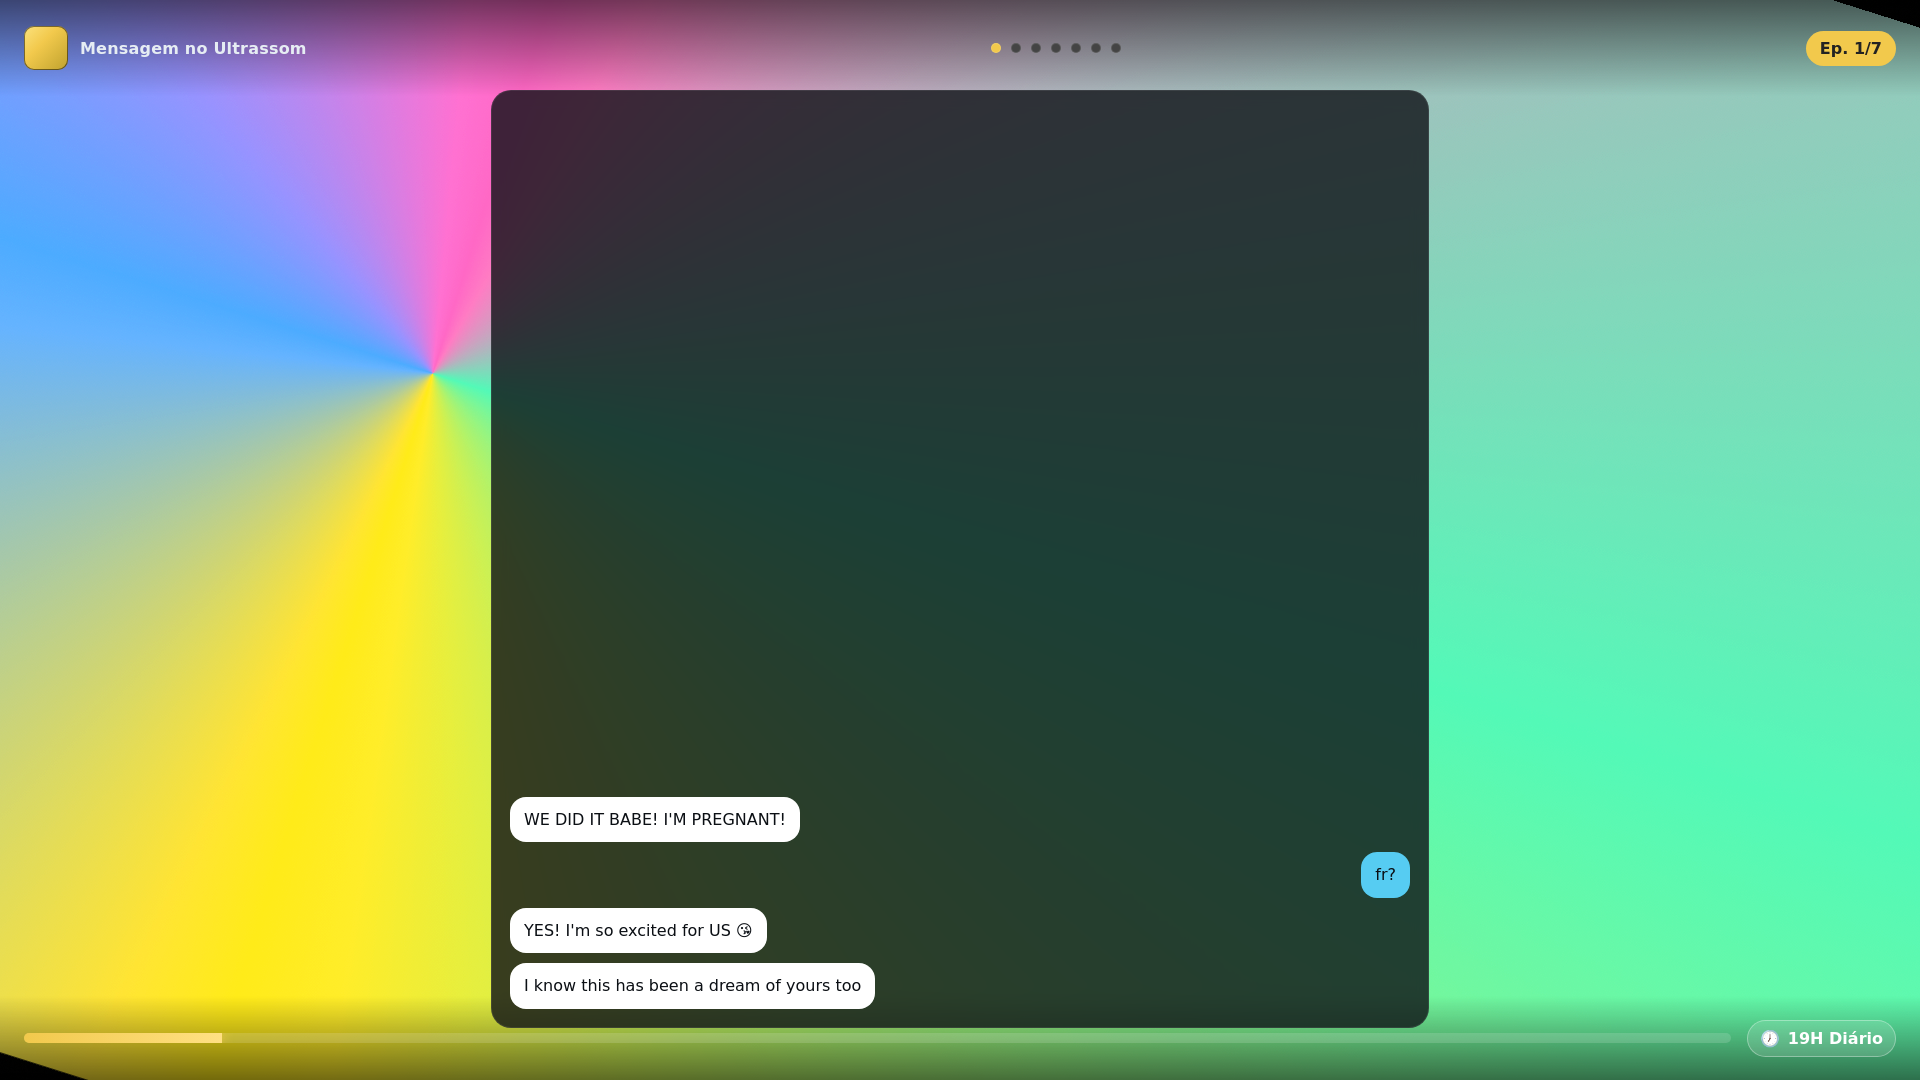 Mensagem no Ultrassom
Ep. 1/7
WE DID IT BABE! I'M PREGNANT!
fr?
YES! I'm so excited for US 😘
I know this has been a dream of yours too
19H Diário